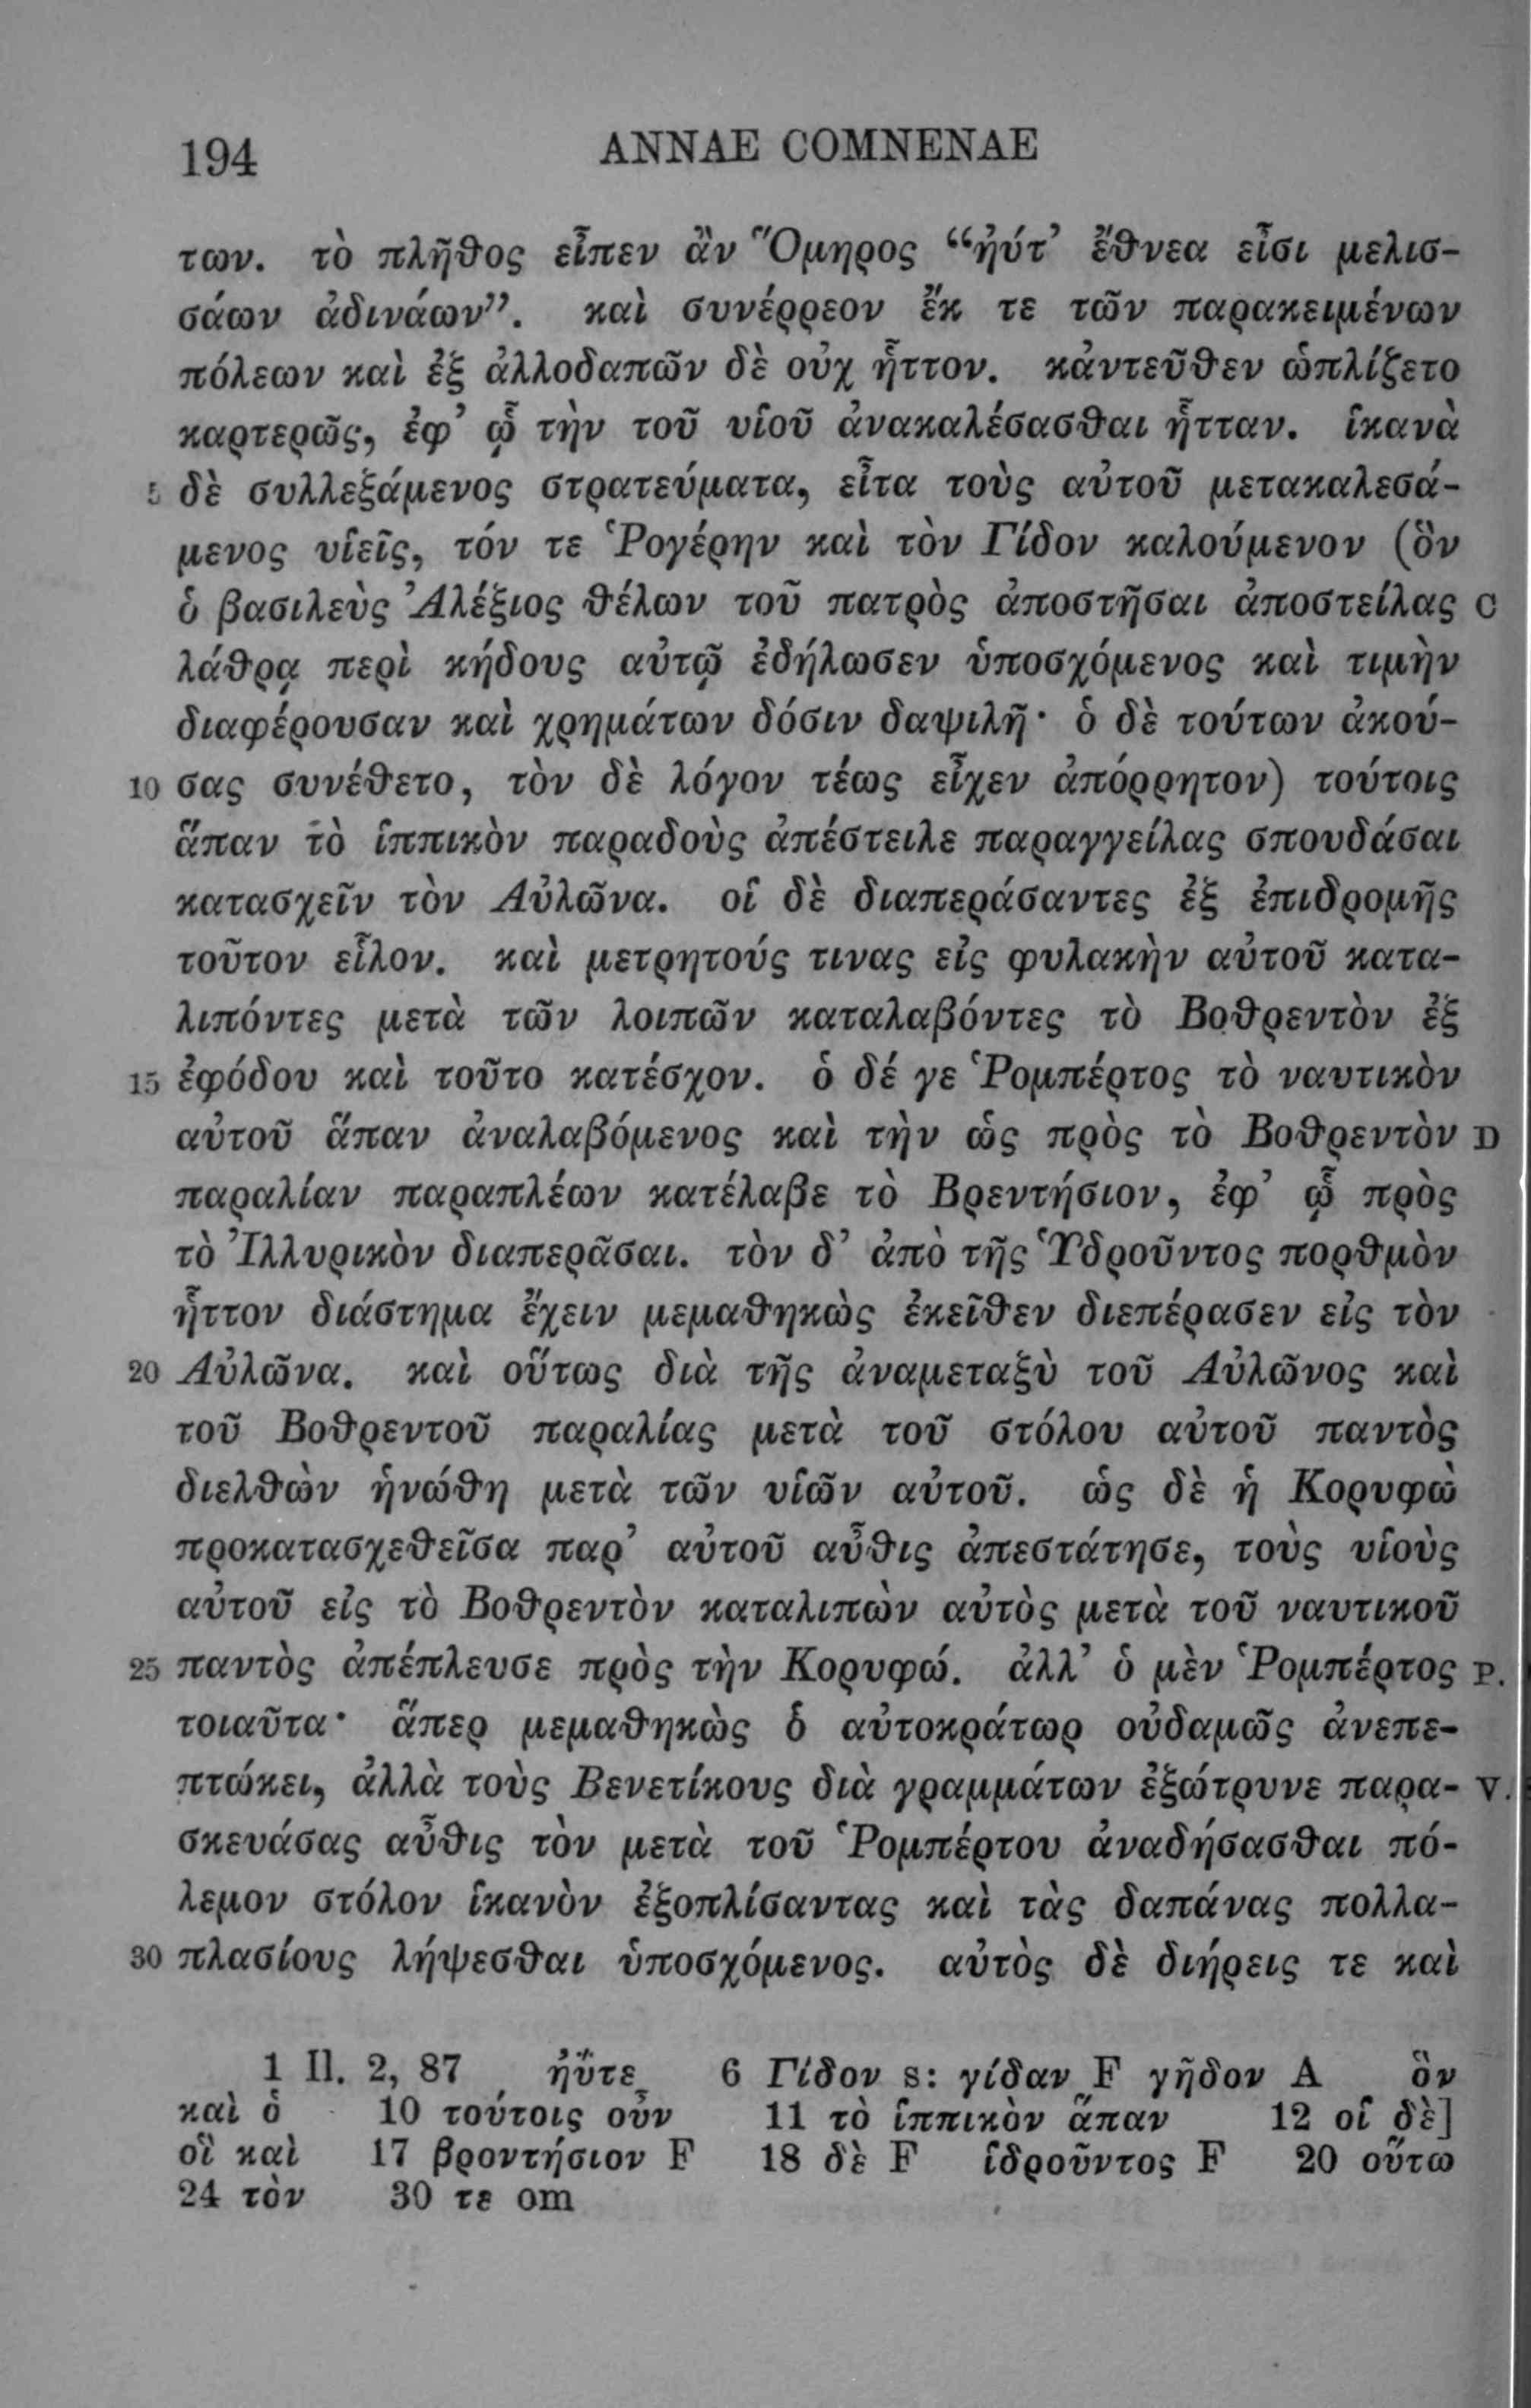 194 ANNAE COMNENAE
των. τὸ πλῆθος εἶπεν ἂν Ὅμηρος “ἠύτ’ ἔθνεα εἶσι μελισ-
σάων ἀδινάων”. καὶ συνέρρεον ἔκ τε τῶν παρακειμένων
πόλεων καὶ ἐξ ἀλλοδαπῶν δὲ οὐχ ἧττον. κἀντεῦθεν ὡπλίζετο
καρτερῶς, ἐφ’ ᾧ τὴν τοῦ υἱοῦ ἀνακαλέσασθαι ἧτταν. ἱκανὰ
5 δὲ συλλεξάμενος στρατεύματα, εἶτα τοὺς αὐτοῦ μετακαλεσά-
μενος υἱεῖς, τόν τε Ῥογέρην καὶ τὸν Γίδον καλούμενον (ὃν
ὁ βασιλεὺς Ἀλέξιος θέλων τοῦ πατρὸς ἀποστῆσαι ἀποστείλας C
λάθρᾳ περὶ κήδους αὐτῷ ἐδήλωσεν ὑποσχόμενος καὶ τιμὴν
διαφέρουσαν καὶ χρημάτων δόσιν δαψιλῆ· ὁ δὲ τούτων ἀκού-
10 σας συνέθετο, τὸν δὲ λόγον τέως εἶχεν ἀπόρρητον) τούτοις
ἅπαν τὸ ἱππικὸν παραδοὺς ἀπέστειλε παραγγείλας σπουδάσαι
κατασχεῖν τὸν Αὐλῶνα. οἱ δὲ διαπεράσαντες ἐξ ἐπιδρομῆς
τοῦτον εἷλον. καὶ μετρητούς τινας εἰς φυλακὴν αὐτοῦ κατα-
λιπόντες μετὰ τῶν λοιπῶν καταλαβόντες τὸ Βοθρεντὸν ἐξ
15 ἐφόδου καὶ τοῦτο κατέσχον. ὁ δέ γε Ῥομπέρτος τὸ ναυτικὸν
αὐτοῦ ἅπαν ἀναλαβόμενος καὶ τὴν ὡς πρὸς τὸ Βοθρεντὸν D
παραλίαν παραπλέων κατέλαβε τὸ Βρεντήσιον, ἐφ’ ᾧ πρὸς
τὸ Ἰλλυρικὸν διαπερᾶσαι. τὸν δ’ ἀπὸ τῆς Ὑδροῦντος πορθμὸν
ἧττον διάστημα ἔχειν μεμαθηκὼς ἐκεῖθεν διεπέρασεν εἰς τὸν
20 Αὐλῶνα. καὶ οὕτως διὰ τῆς ἀναμεταξὺ τοῦ Αὐλῶνος καὶ
τοῦ Βοθρεντοῦ παραλίας μετὰ τοῦ στόλου αὐτοῦ παντὸς
διελθὼν ἡνώθη μετὰ τῶν υἱῶν αὐτοῦ. ὡς δὲ ἡ Κορυφὼ
προκατασχεθεῖσα παρ’ αὐτοῦ αὖθις ἀπεστάτησε, τοὺς υἱοὺς
αὐτοῦ εἰς τὸ Βοθρεντὸν καταλιπὼν αὐτὸς μετὰ τοῦ ναυτικοῦ
25 παντὸς ἀπέπλευσε πρὸς τὴν Κορυφώ. ἀλλ’ ὁ μὲν Ῥομπέρτος P.
τοιαῦτα· ἅπερ μεμαθηκὼς ὁ αὐτοκράτωρ οὐδαμῶς ἀνεπε-
πτώκει, ἀλλὰ τοὺς Βενετίκους διὰ γραμμάτων ἐξώτρυνε παρα- V.
σκευάσας αὖθις τὸν μετὰ τοῦ Ῥομπέρτου ἀναδήσασθαι πό-
λεμον στόλον ἱκανὸν ἐξοπλίσαντας καὶ τὰς δαπάνας πολλα-
30 πλασίους λήψεσθαι ὑποσχόμενος. αὐτὸς δὲ διήρεις τε καὶ
1 Il. 2, 87 ἠΰτε 6 Γίδον s: γίδαν F γῆδον A ὃν
καὶ ὁ 10 τούτοις οὖν 11 τὸ ἱππικὸν ἅπαν 12 οἱ δὲ]
οἳ καὶ 17 βροντήσιον F 18 δὲ F ἱδροῦντος F 20 οὕτω
24 τὸν 30 τε om